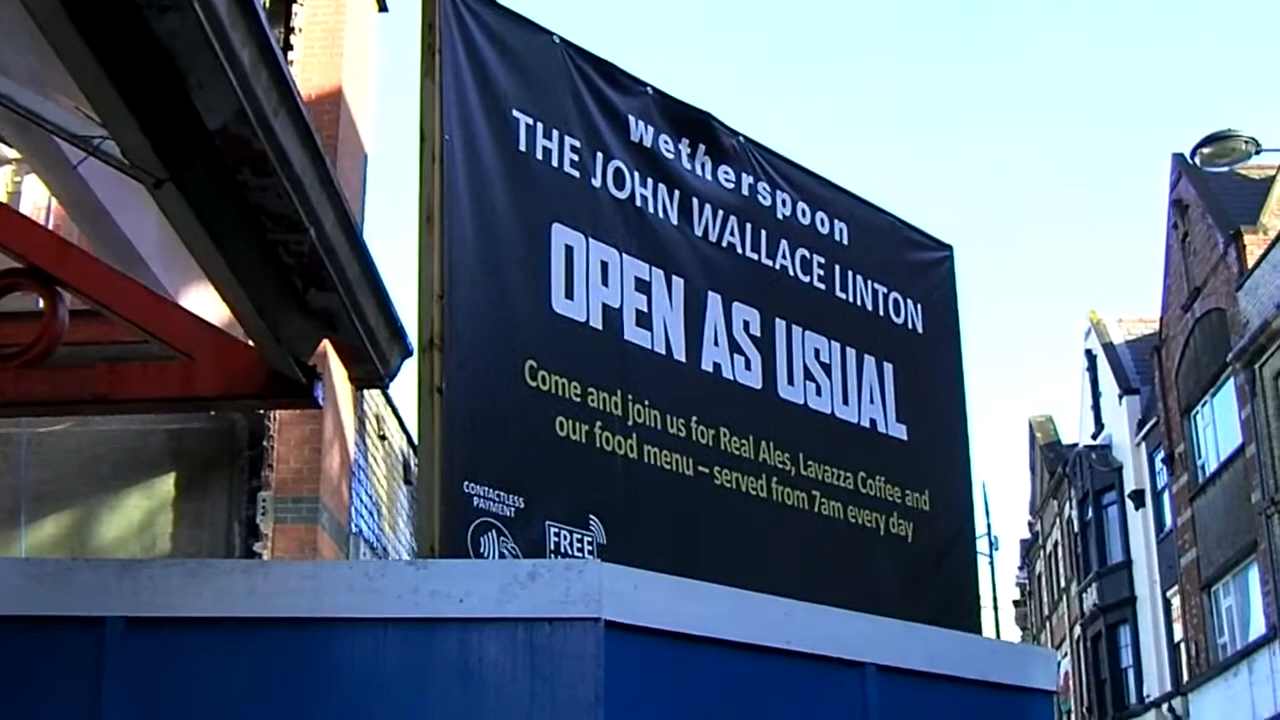 wetherspoon
THE JOHN WALLACE LINTON
OPEN AS USUAL
Come and join us for Real Ales, Lavazza Coffee and
our food menu – served from 7am every day
CONTACTLESS
PAYMENT
FREE